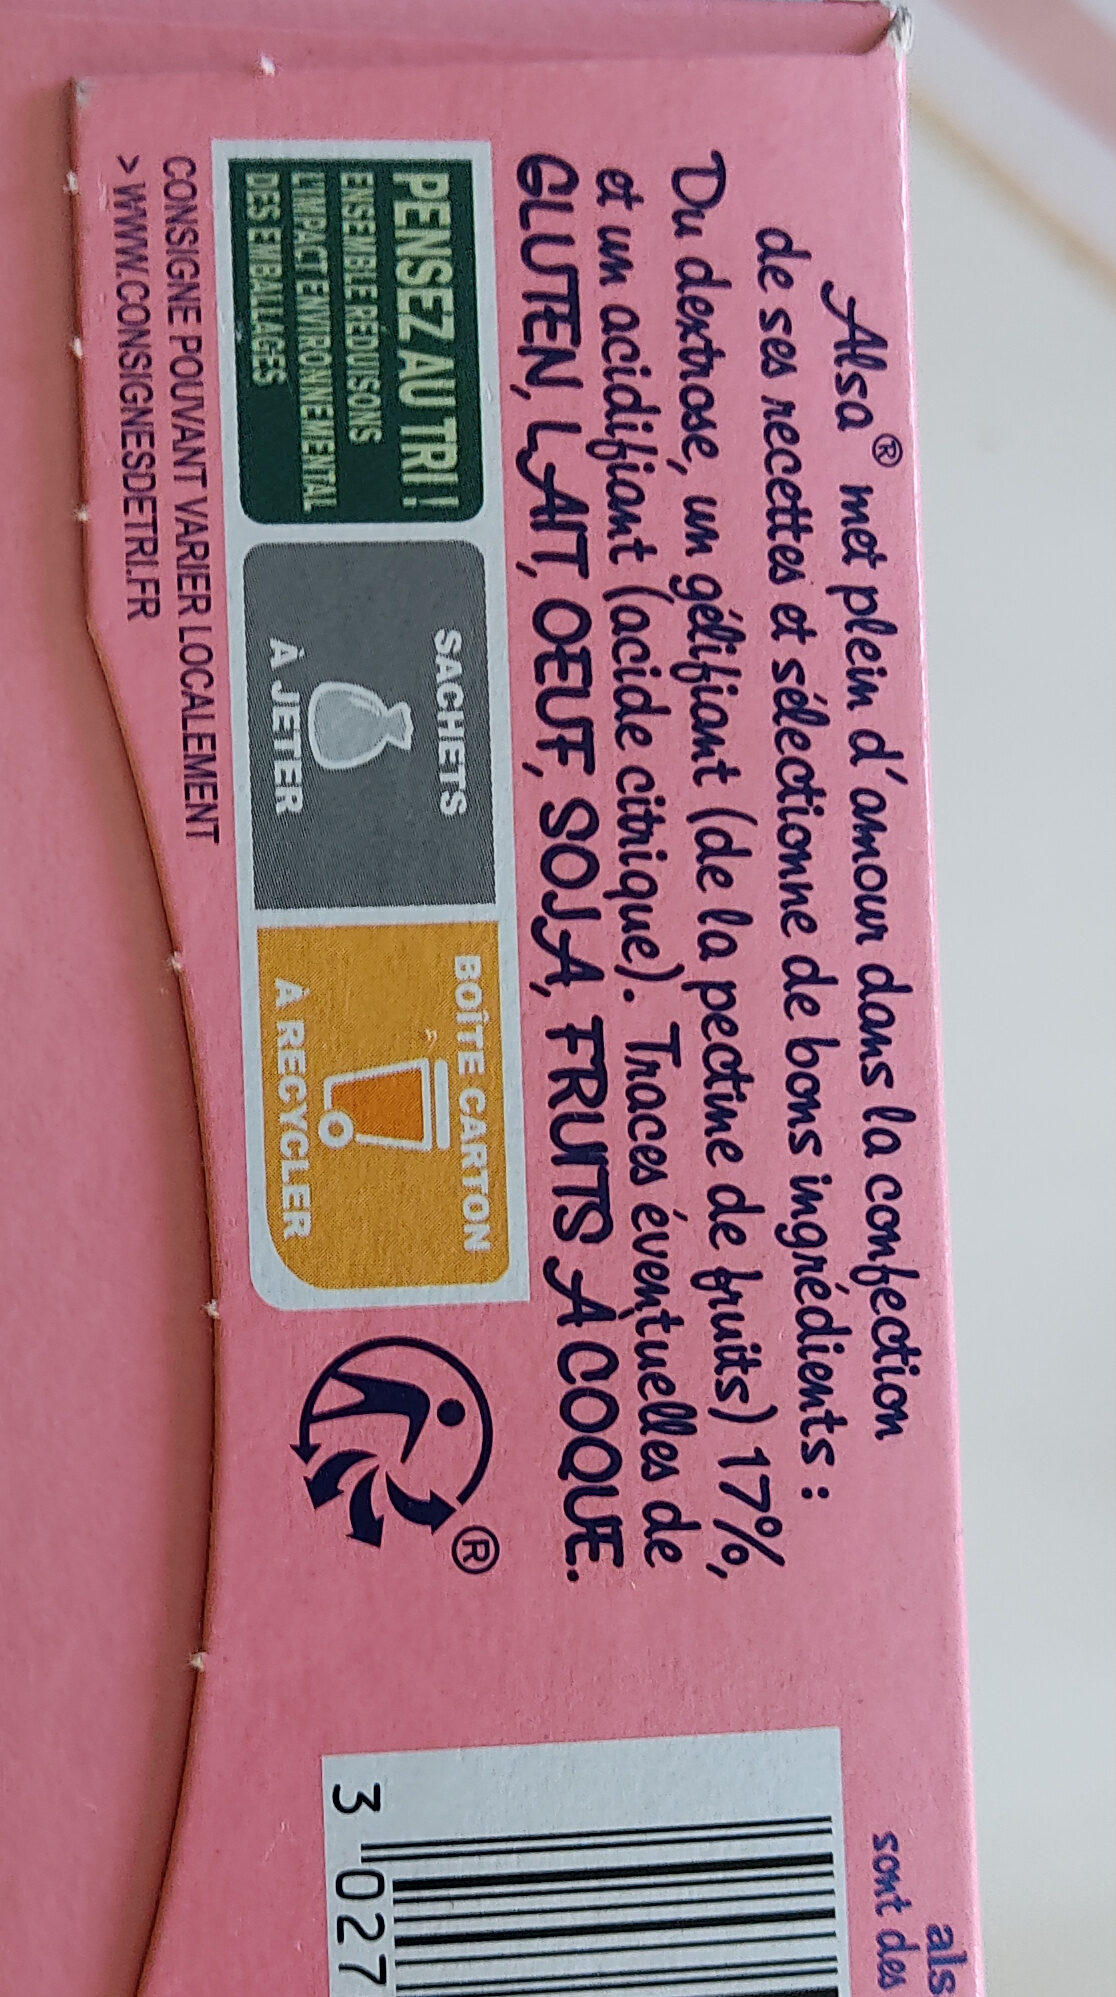 Alsa® met plein d'amour dans la confection
de ses recettes et sélectionne de bons ingrédients :
Du dextrose, un gélifiant (de la pectine de fruits) 17%,
et un acidifiant (acide citrique). Traces éventuelles de
GLUTEN, LAIT, OEUF, SOJA, FRUITS A COQUE.
PENSEZ AU TRI !
ENSEMBLE REDUISONS
L'IMPACT ENVIRONNEMENTAL
DES EMBALLAGES
SACHETS
À JETER
BOÎTE CARTON
À RECYCLER
®
CONSIGNE POUVANT VARIER LOCALEMENT
> WWW.CONSIGNESDETRI.FR
als
sont des
3 027